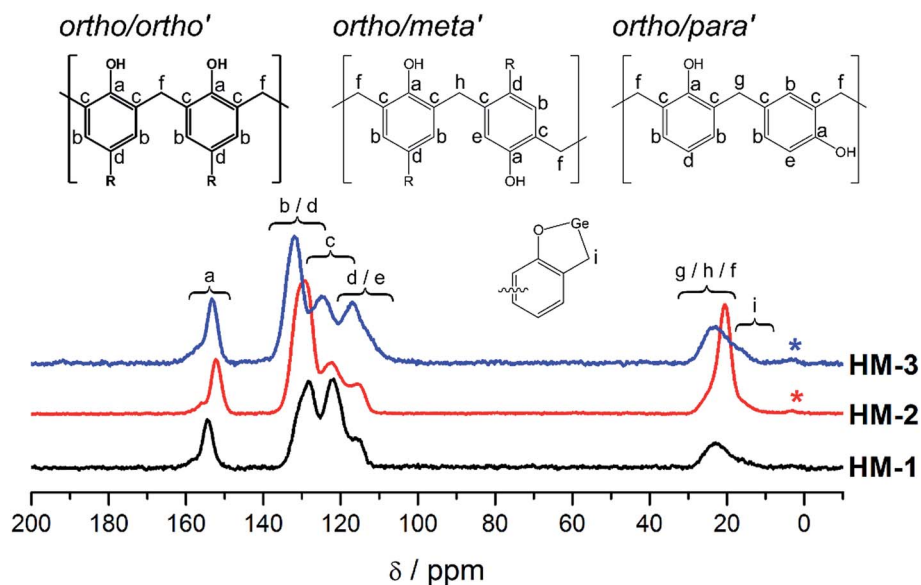 ortho/ortho' ortho/meta' ortho/para'
OH OH OH R OH
f f f h g f
c a c c a c c a c d c a c b
b b b b b b b b c
d d d e c d b a
R R R a f e OH
OH
b / d
c
a
d / e
O Ge
i
g / h / f
i
* HM-3
* HM-2
HM-1
200 180 160 140 120 100 80 60 40 20 0
δ / ppm